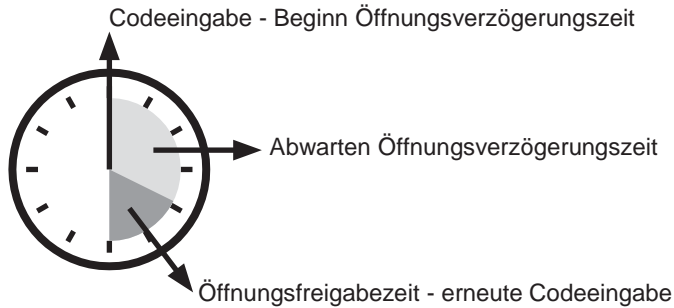 Codeeingabe - Beginn Öffnungsverzögerungszeit
Abwarten Öffnungsverzögerungszeit
Öffnungsfreigabezeit - erneute Codeeingabe